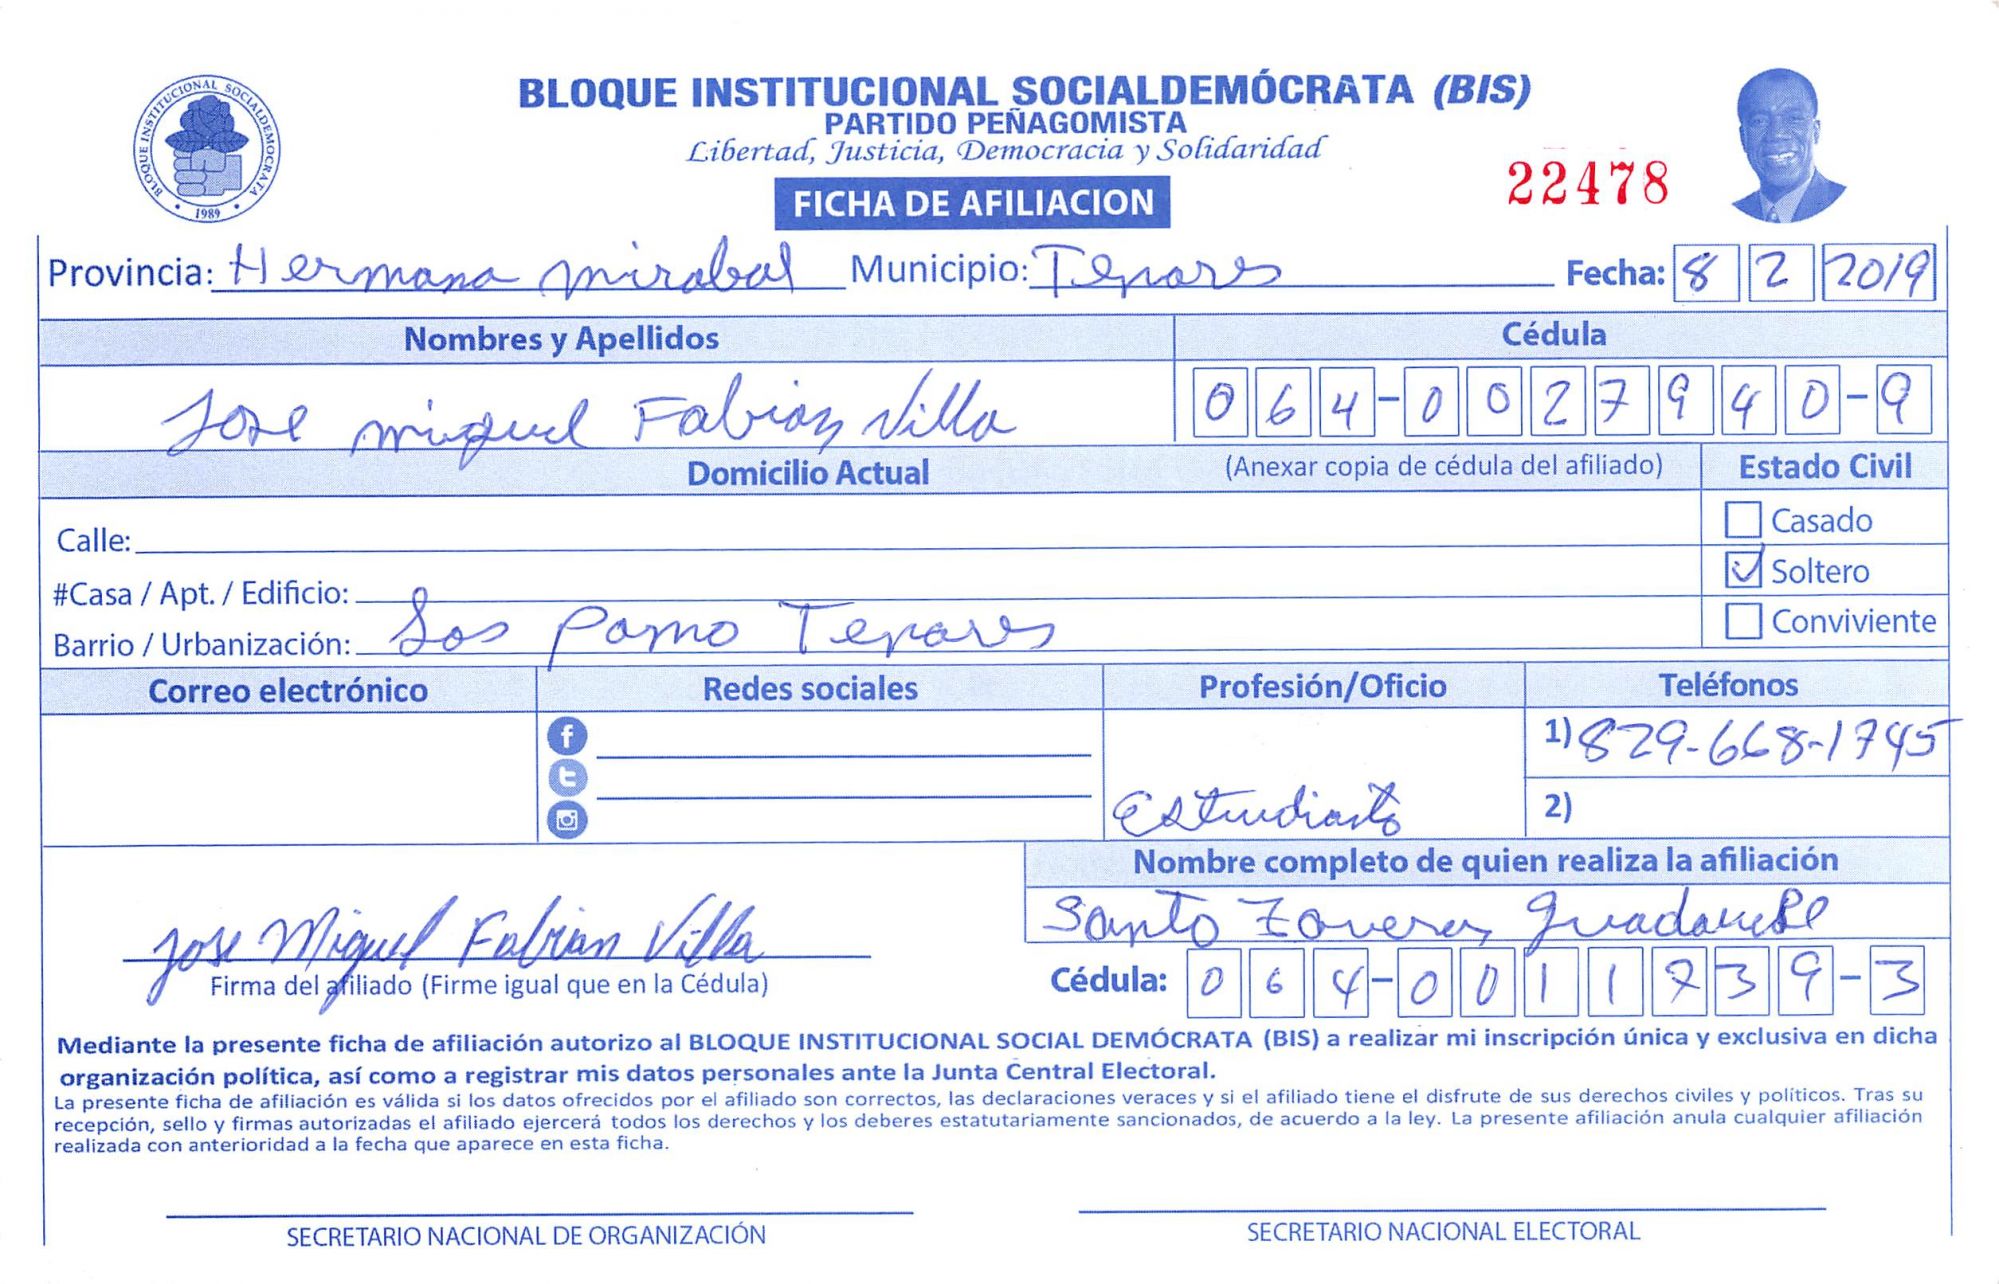 BLOQUE INSTITUCIONAL SOCIALDEMÓCRATA (BIS)
PARTIDO PEÑAGOMISTA
Libertad, Justicia, Democracia y Solidaridad
BLOQUE INSTITUCIONAL SOCIALDEMOCRATA
1989
22478
FICHA DE AFILIACION
Provincia: Hermana Mirabal Municipio: Tenares Fecha: 8 2 2019
Nombres y Apellidos Cédula
Jose miguel Fabian Villa 064-0027940-9
Domicilio Actual (Anexar copia de cédula del afiliado) Estado Civil
Calle: Casado
#Casa / Apt. / Edificio: Soltero
Barrio / Urbanización: Los Pomo Tenares Conviviente
Correo electrónico Redes sociales Profesión/Oficio Teléfonos
1) 829-668-1745
Estudiante 2)
Nombre completo de quien realiza la afiliación
Santo
Jose Miguel Fabian Villa
Firma del afiliado (Firme igual que en la Cédula) Cédula: 064-0011739-3
Mediante la presente ficha de afiliación autorizo al BLOQUE INSTITUCIONAL SOCIAL DEMÓCRATA (BIS) a realizar mi inscripción única y exclusiva en dicha
organización política, así como a registrar mis datos personales ante la Junta Central Electoral.
La presente ficha de afiliación es válida si los datos ofrecidos por el afiliado son correctos, las declaraciones veraces y si el afiliado tiene el disfrute de sus derechos civiles y políticos. Tras su
recepción, sello y firmas autorizadas el afiliado ejercerá todos los derechos y los deberes estatutariamente sancionados, de acuerdo a la ley. La presente afiliación anula cualquier afiliación
realizada con anterioridad a la fecha que aparece en esta ficha.
SECRETARIO NACIONAL DE ORGANIZACIÓN SECRETARIO NACIONAL ELECTORAL